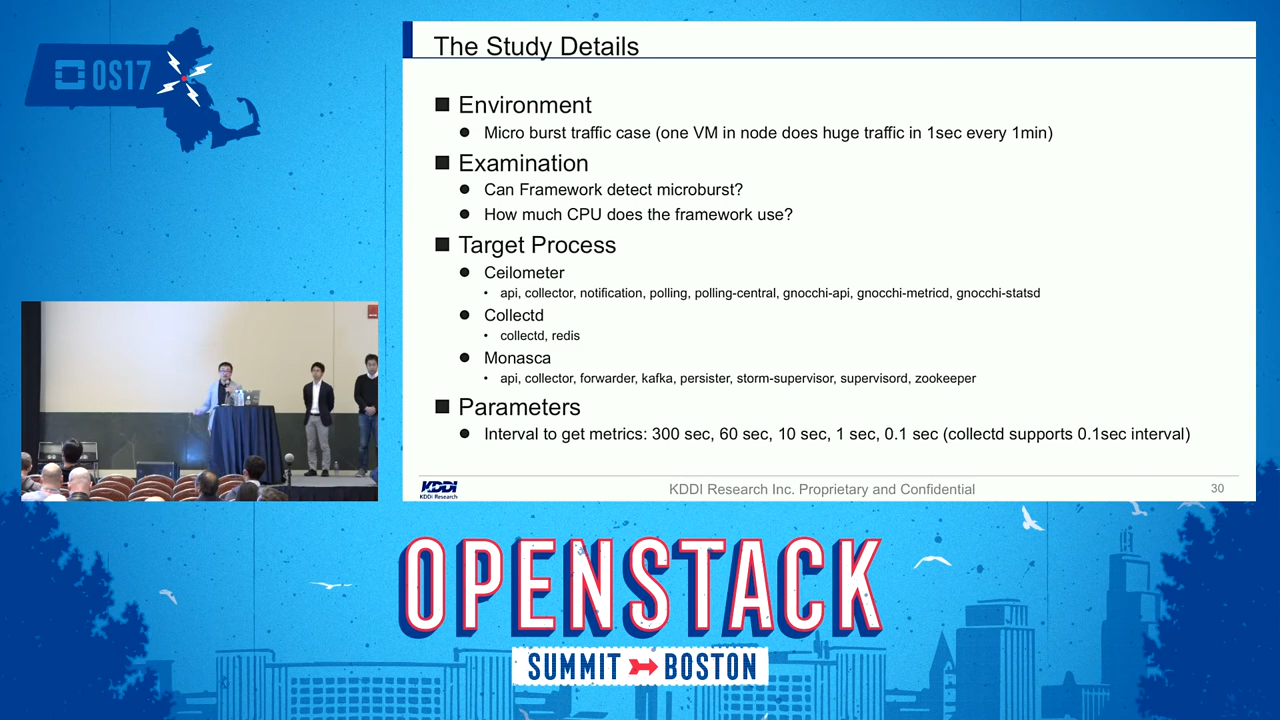 OS17
The Study Details
Environment
Micro burst traffic case (one VM in node does huge traffic in 1sec every 1min)
Examination
Can Framework detect microburst?
How much CPU does the framework use?
Target Process
Ceilometer
api, collector, notification, polling, polling-central, gnocchi-api, gnocchi-metricd, gnocchi-statsd
Collectd
collectd, redis
Monasca
api, collector, forwarder, kafka, persister, storm-supervisor, supervisord, zookeeper
Parameters
Interval to get metrics: 300 sec, 60 sec, 10 sec, 1 sec, 0.1 sec (collectd supports 0.1sec interval)
KDDI
KDDI Research
KDDI Research Inc. Proprietary and Confidential
30
OPENSTACK
SUMMIT BOSTON